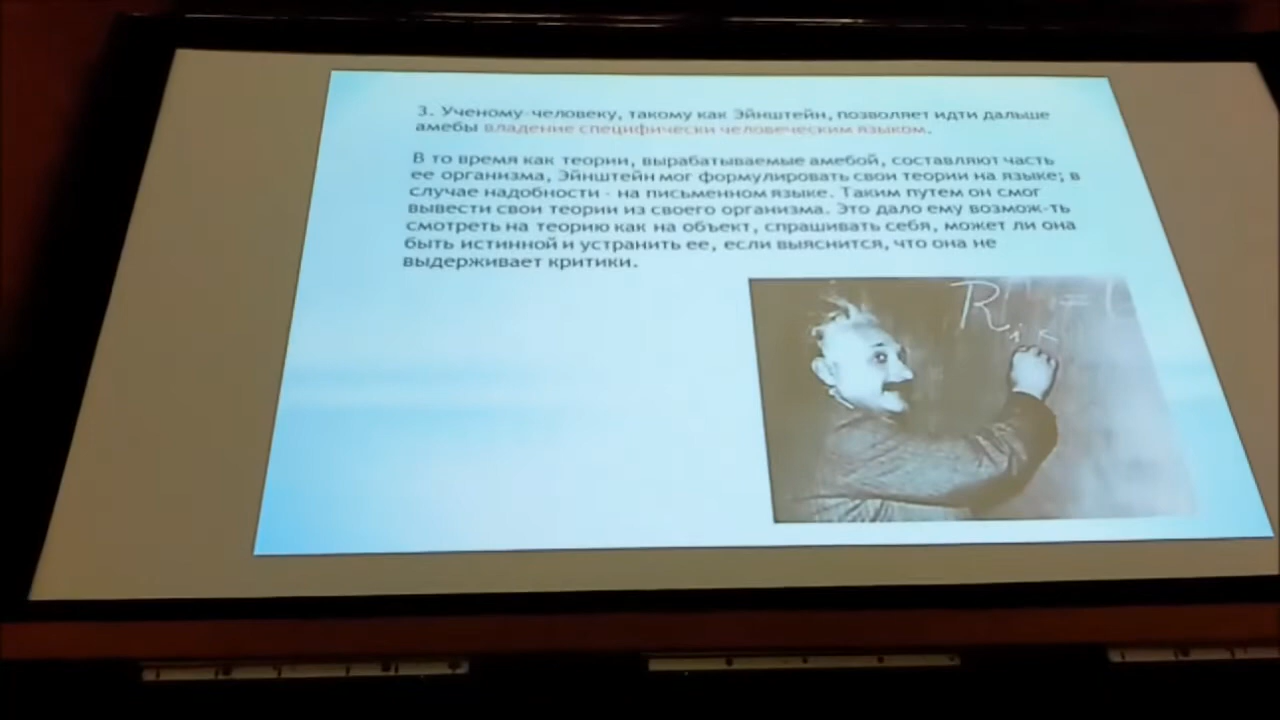 3. Ученому-человеку, такому как Эйнштейн, позволяет идти дальше
амебы владение специфически человеческим языком.
В то время как теории, вырабатываемые амебой, составляют часть
ее организма, Эйнштейн мог формулировать свои теории на языке; в
случае надобности - на письменном языке. Таким путем он смог
вывести свои теории из своего организма. Это дало ему возмож-ть
смотреть на теорию как на объект, спрашивать себя, может ли она
быть истинной и устранить ее, если выяснится, что она не
выдерживает критики.
R =